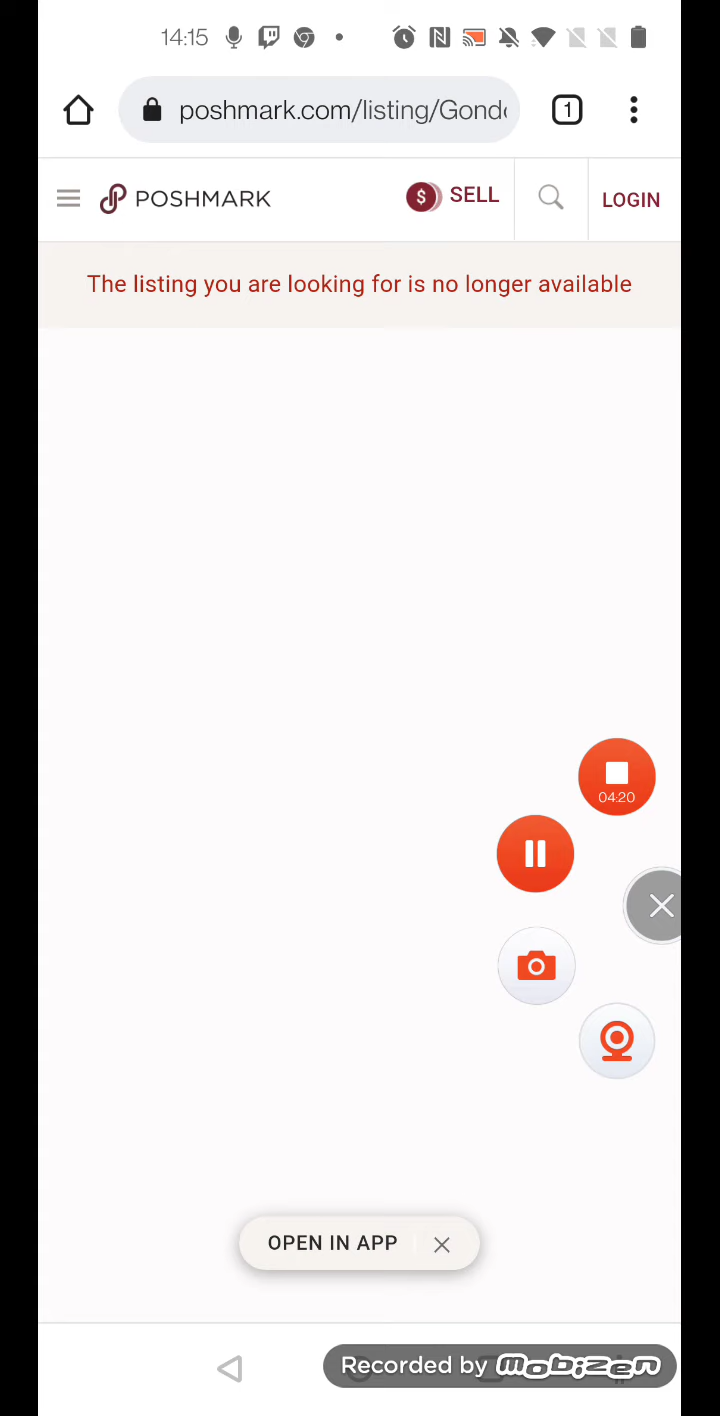 14:15
poshmark.com/listing/Gond
1
POSHMARK
$ SELL
LOGIN
The listing you are looking for is no longer available
04:20
OPEN IN APP
Recorded by mobizen